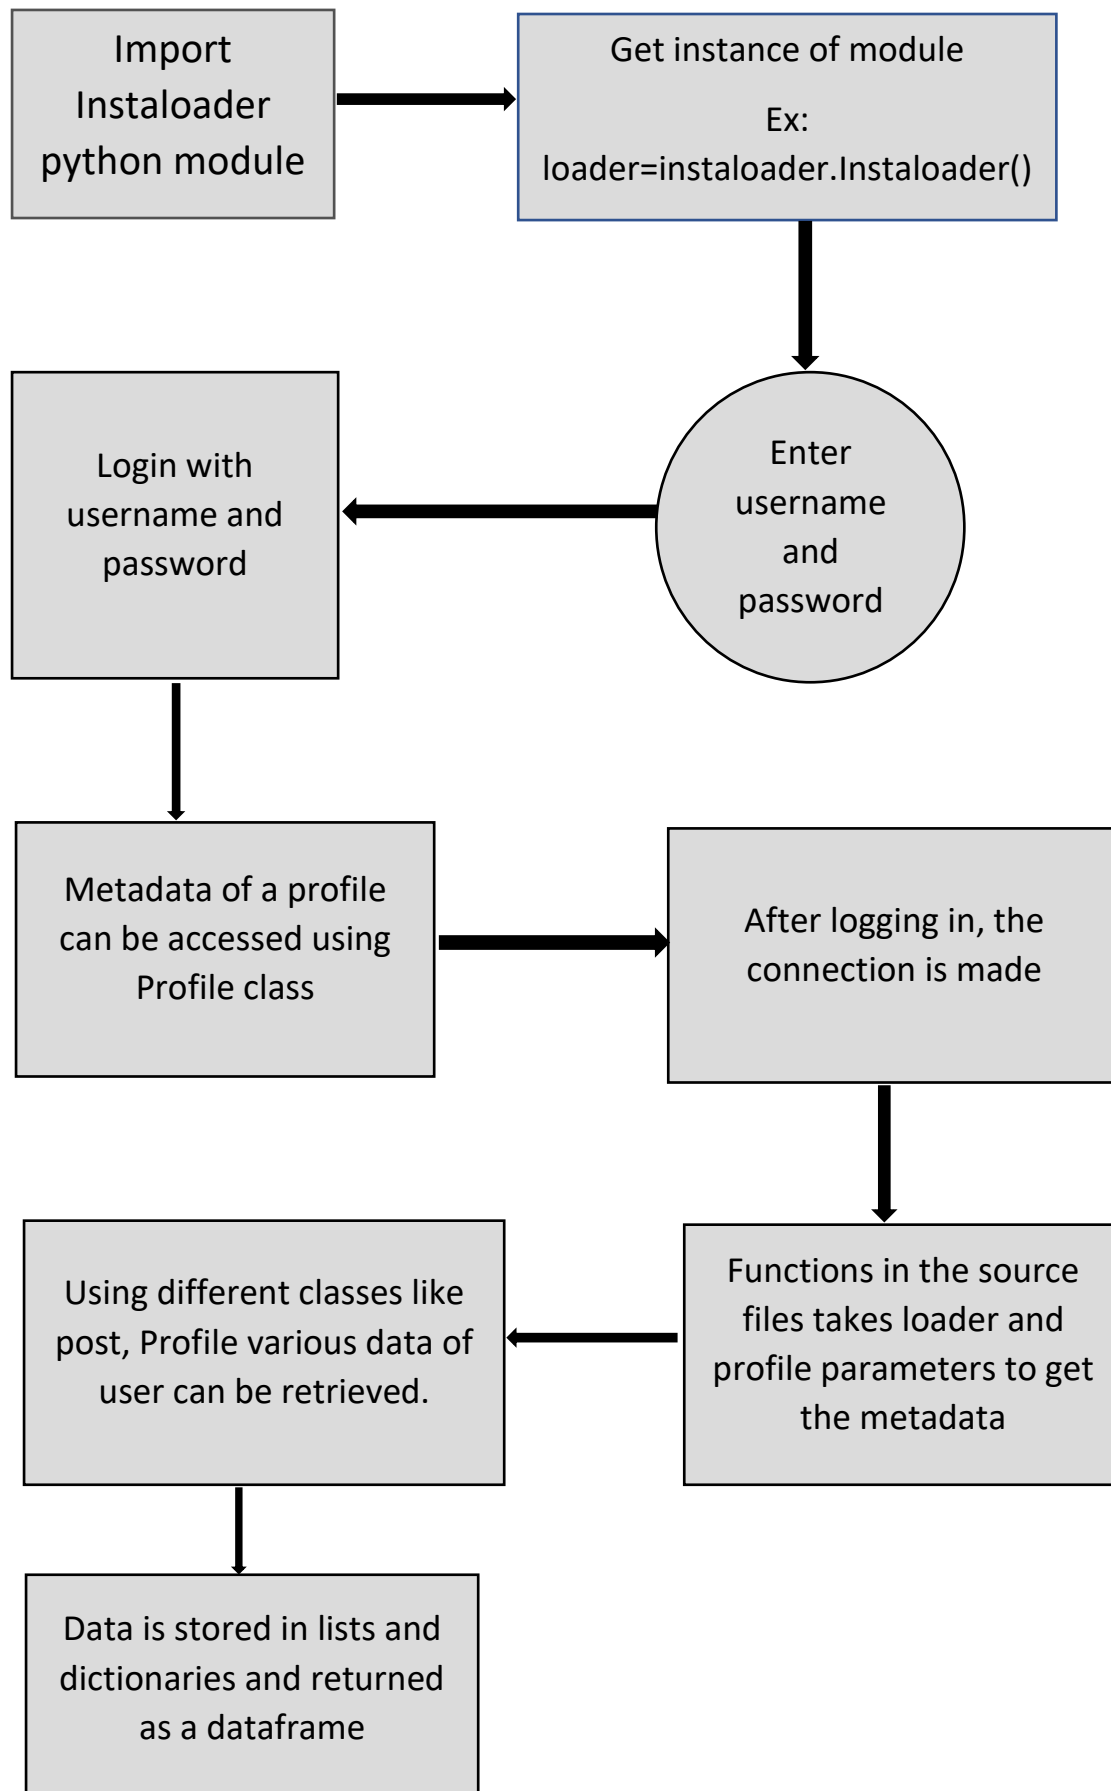 Import
Instaloader
python module
Get instance of module
Ex:
loader=instaloader.Instaloader()
Enter
username
and
password
Login with
username and
password
Metadata of a profile
can be accessed using
Profile class
After logging in, the
connection is made
Functions in the source
files takes loader and
profile parameters to get
the metadata
Using different classes like
post, Profile various data of
user can be retrieved.
Data is stored in lists and
dictionaries and returned
as a dataframe